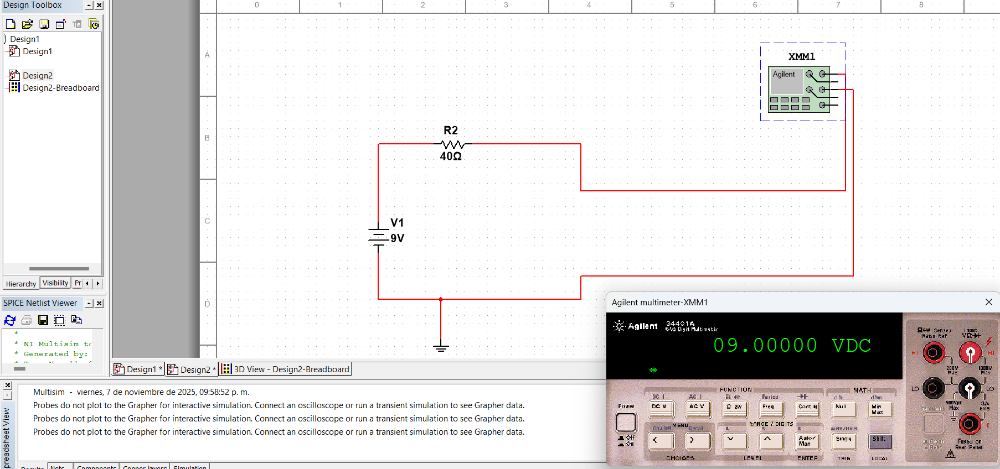 Design Toolbox
Design1
Design1
Design2
Design2-Breadboard
Hierarchy Visibility Pr
SPICE Netlist Viewer
*
* NI Multisim to
* Generated by:
0 1 2 3 4 5 6 7 8
A
B
C
D
XMM1
Agilent
R2
40Ω
V1
9V
Design1 * Design2 * 3D View - Design2-Breadboard
Multisim - viernes, 7 de noviembre de 2025, 09:58:52 p. m.
Probes do not plot to the Grapher for interactive simulation. Connect an oscilloscope or run a transient simulation to see Grapher data.
Probes do not plot to the Grapher for interactive simulation. Connect an oscilloscope or run a transient simulation to see Grapher data.
Probes do not plot to the Grapher for interactive simulation. Connect an oscilloscope or run a transient simulation to see Grapher data.
preadsheet View
Results Nets Components Copper layers Simulation
Agilent multimeter-XMM1
Agilent 34401A
6½ Digit Multimeter
09.00000 VDC
FUNCTION MATH
DC I AC I Ω 4W Period dB dBm
Power DC V AC V Ω 2W Freq Cont Null Min Max
Off
On
MENU RANGE / DIGITS
On/Off Recall 4 5 6 Auto/Hold
< > Auto/ Man Single Shift
CHOICES LEVEL ENTER TRIG LOCAL
Ω4W Sense/ Ratio Ref
Input VΩ
HI HI
200V Max 1000V Max
LO LO
500Vpk Max 3A RMS
I
Fused on Rear Panel